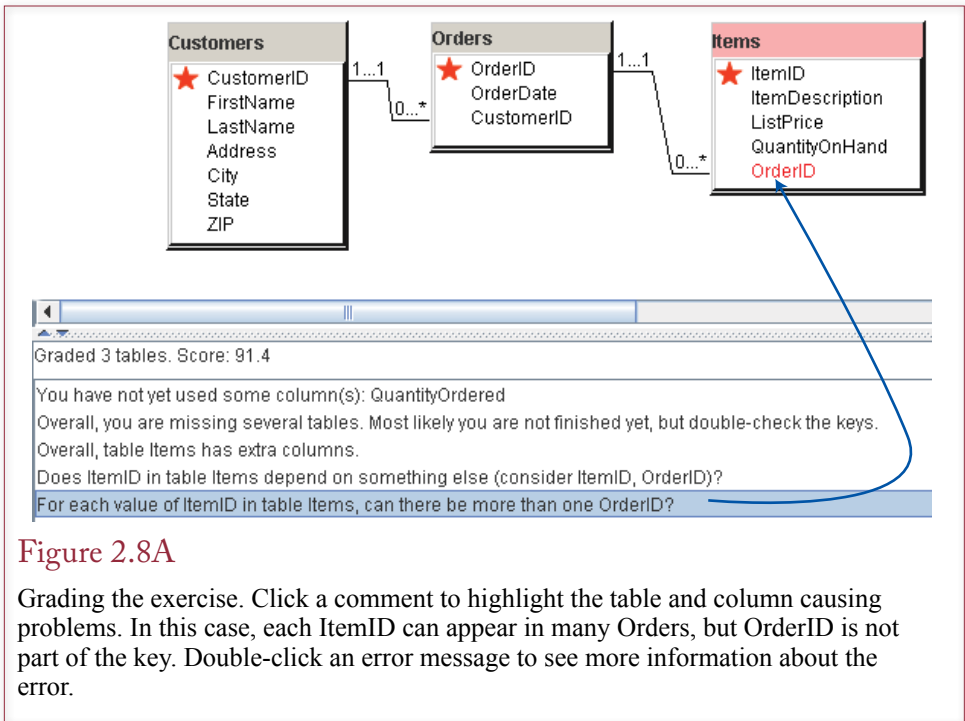 Customers
CustomerID
FirstName
LastName
Address
City
State
ZIP
1...1
0...*
Orders
OrderID
OrderDate
CustomerID
1...1
0...*
Items
ItemID
ItemDescription
ListPrice
QuantityOnHand
OrderID
Graded 3 tables. Score: 91.4
You have not yet used some column(s): QuantityOrdered
Overall, you are missing several tables. Most likely you are not finished yet, but double-check the keys.
Overall, table Items has extra columns.
Does ItemID in table Items depend on something else (consider ItemID, OrderID)?
For each value of ItemID in table Items, can there be more than one OrderID?
Figure 2.8A
Grading the exercise. Click a comment to highlight the table and column causing
problems. In this case, each ItemID can appear in many Orders, but OrderID is not
part of the key. Double-click an error message to see more information about the
error.